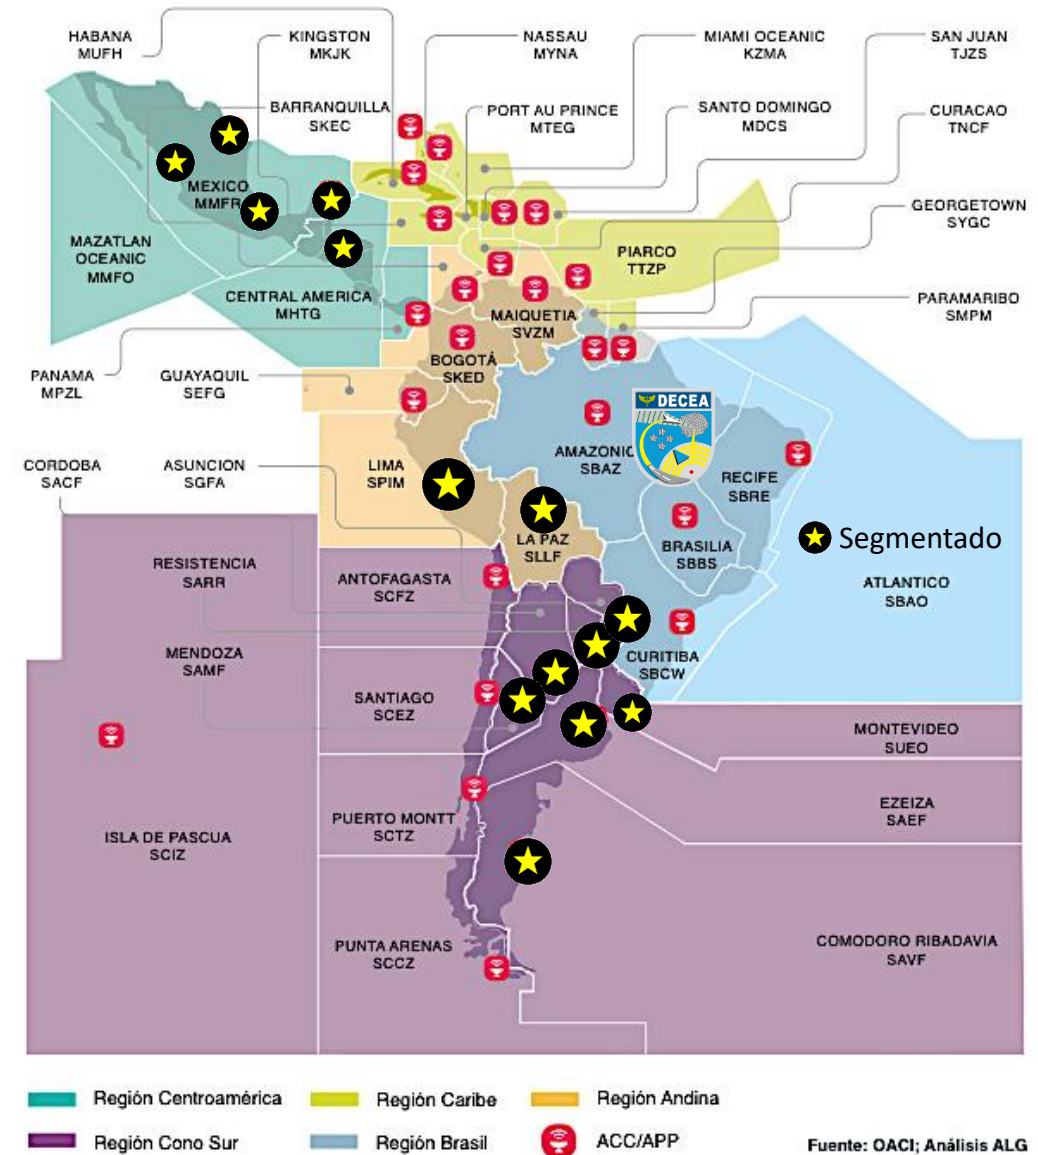 HABANA
MUFH
KINGSTON
MKJK
NASSAU
MYNA
MIAMI OCEANIC
KZMA
SAN JUAN
TJZS
BARRANQUILLA
SKEC
PORT AU PRINCE
MTEG
SANTO DOMINGO
MDCS
CURACAO
TNCF
MEXICO
MMFR
GEORGETOWN
SYGC
MAZATLAN
OCEANIC
MMFO
PIARCO
TTZP
CENTRAL AMERICA
MHTG
MAIQUETIA
SVZM
PARAMARIBO
SMPM
BOGOTÁ
SKED
PANAMA
MPZL
GUAYAQUIL
SEFG
DECEA
AMAZONIC
SBAZ
CORDOBA
SACF
ASUNCION
SGFA
LIMA
SPIM
RECIFE
SBRE
LA PAZ
SLLF
BRASILIA
SBBS
Segmentado
RESISTENCIA
SARR
ANTOFAGASTA
SCFZ
ATLANTICO
SBAO
MENDOZA
SAMF
CURITIBA
SBCW
SANTIAGO
SCEZ
MONTEVIDEO
SUEO
EZEIZA
SAEF
ISLA DE PASCUA
SCIZ
PUERTO MONTT
SCTZ
PUNTA ARENAS
SCCZ
COMODORO RIBADAVIA
SAVF
Región Centroamérica
Región Caribe
Región Andina
Región Cono Sur
Región Brasil
ACC/APP
Fuente: OACI; Análisis ALG